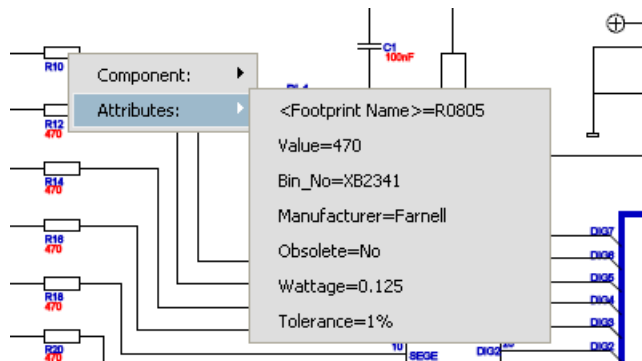 C1
100nF
R10
Component:
Attributes:
<Footprint Name>=R0805
Value=470
Bin_No=XB2341
Manufacturer=Farnell
Obsolete=No
Wattage=0.125
Tolerance=1%
R12
470
R14
470
R16
470
R18
470
R20
470
DIG7
DIG6
DIG5
DIG4
DIG3
DIG2
10
SEGE
DIG2